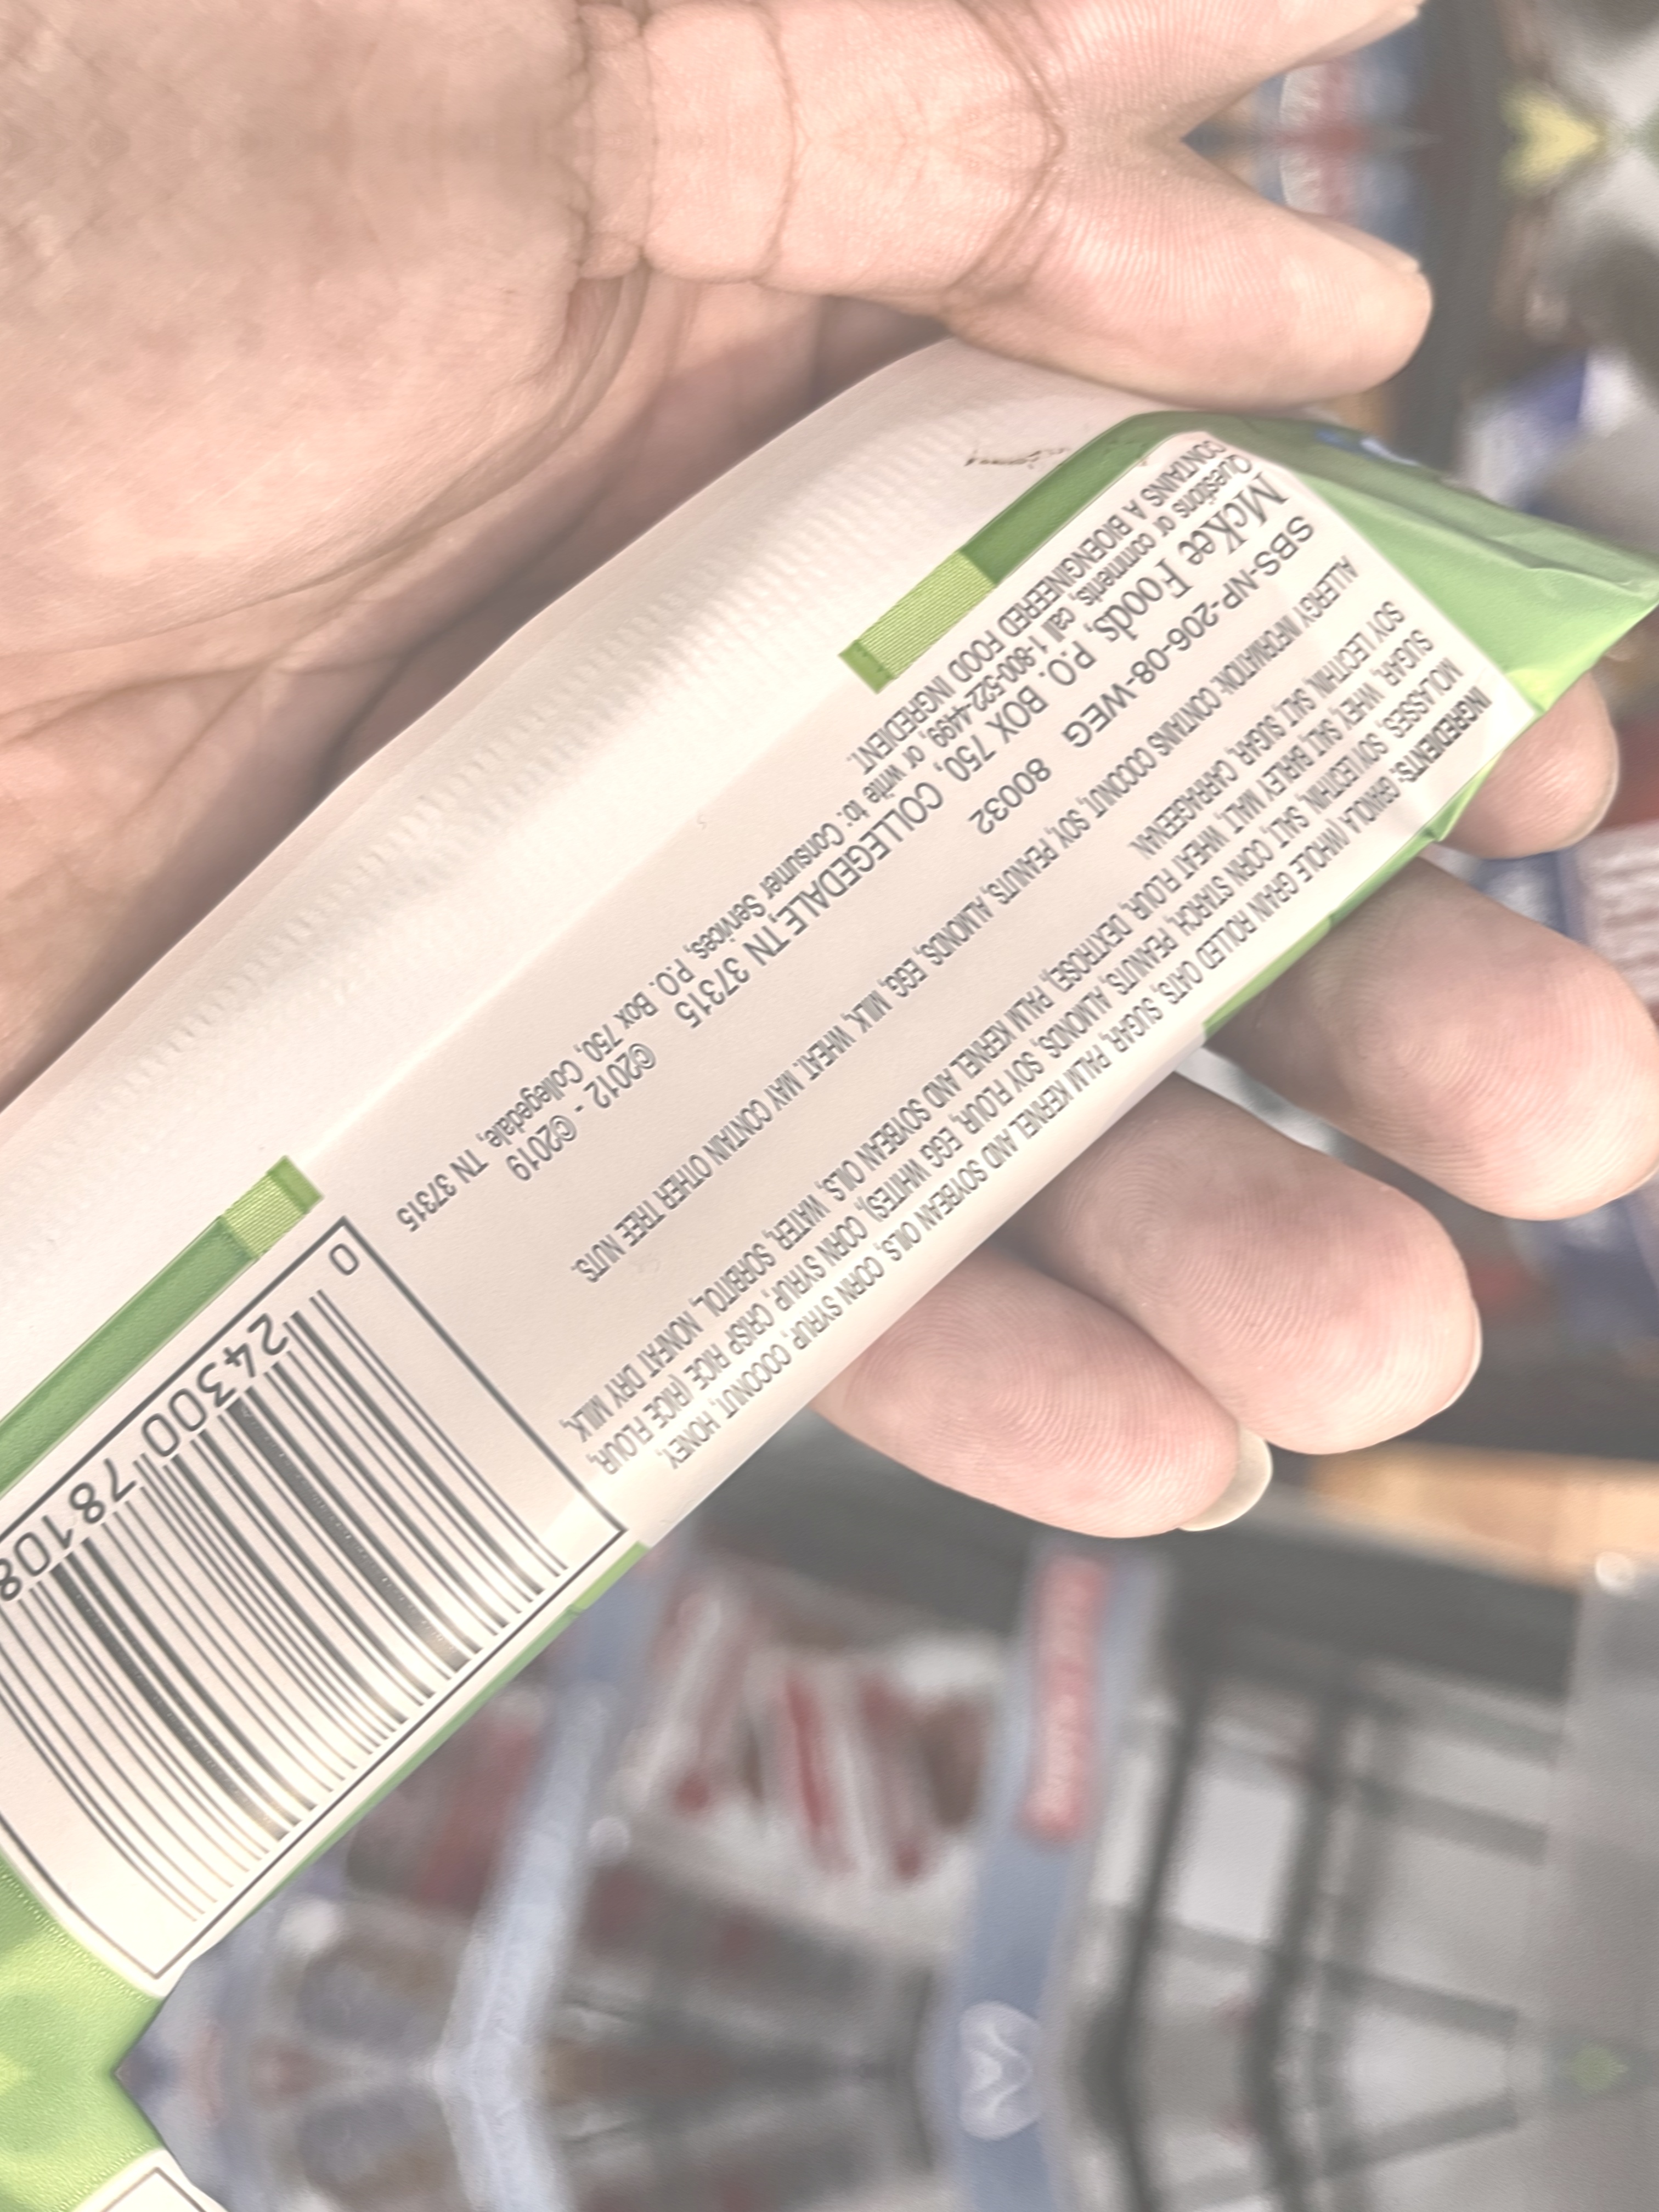 INGREDIENTS: GRANOLA (WHOLE GRAIN ROLLED OATS, SUGAR, PALM KERNEL AND SOYBEAN OILS, CORN SYRUP, COCONUT, HONEY,
MOLASSES, SOY LECITHIN, SALT, CORN STARCH, PEANUTS, ALMONDS, SOY FLOUR, EGG WHITES), CORN SYRUP, CRISP RICE (RICE FLOUR,
SUGAR, WHEY, SALT, BARLEY MALT, WHEAT FLOUR, DEXTROSE), PALM KERNEL AND SOYBEAN OILS, WATER, SORBITOL, NONFAT DRY MILK,
SOY LECITHIN, SALT, SUGAR, CARRAGEENAN.
ALLERGY INFORMATION: CONTAINS COCONUT, SOY, PEANUTS, ALMONDS, EGG, MILK, WHEAT. MAY CONTAIN OTHER TREE NUTS.
SBS-NP-206-08-WEG 80032
McKee Foods, P.O. BOX 750, COLLEGEDALE, TN 37315 ©2012 - ©2019
Questions or comments, call 1-800-522-4499, or write to: Consumer Services, P.O. Box 750, Collegedale, TN 37315
CONTAINS A BIOENGINEERED FOOD INGREDIENT.
0 24300 78108